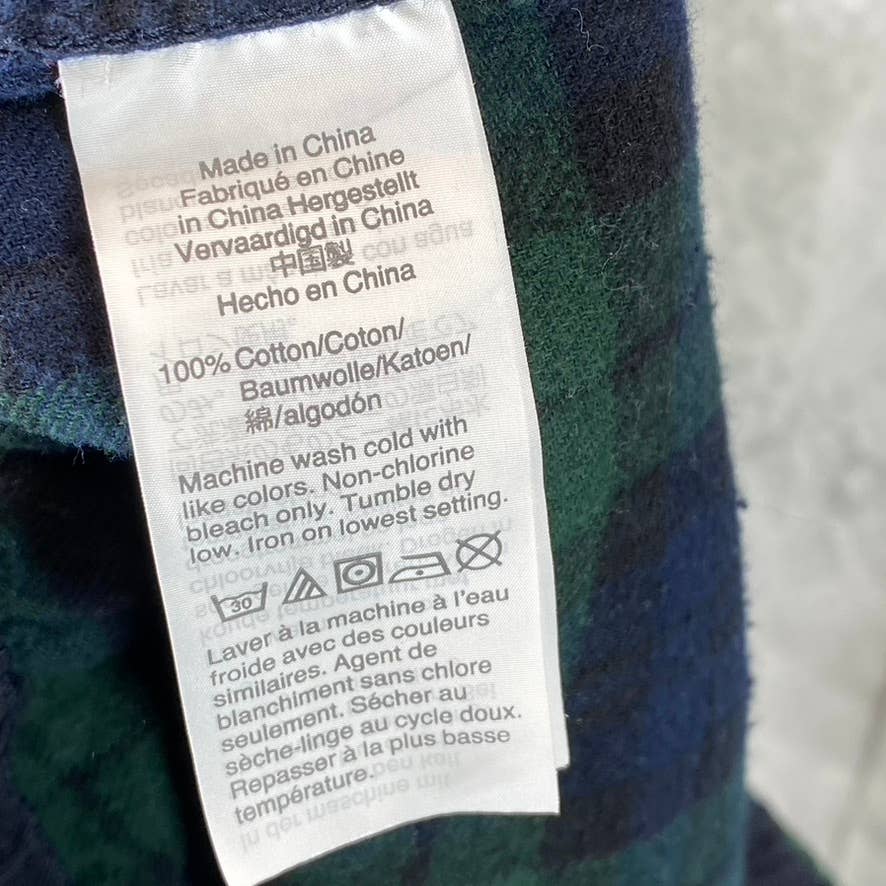 Made in China
Fabriqué en Chine
in China Hergestellt
Vervaardigd in China
中国製
Hecho en China
100% Cotton/Coton/
Baumwolle/Katoen/
綿/algodón
Machine wash cold with
like colors. Non-chlorine
bleach only. Tumble dry
low. Iron on lowest setting.
30
Laver à la machine à l'eau
froide avec des couleurs
similaires. Agent de
blanchiment sans chlore
seulement. Sécher au
sèche-linge au cycle doux.
Repasser à la plus basse
température.